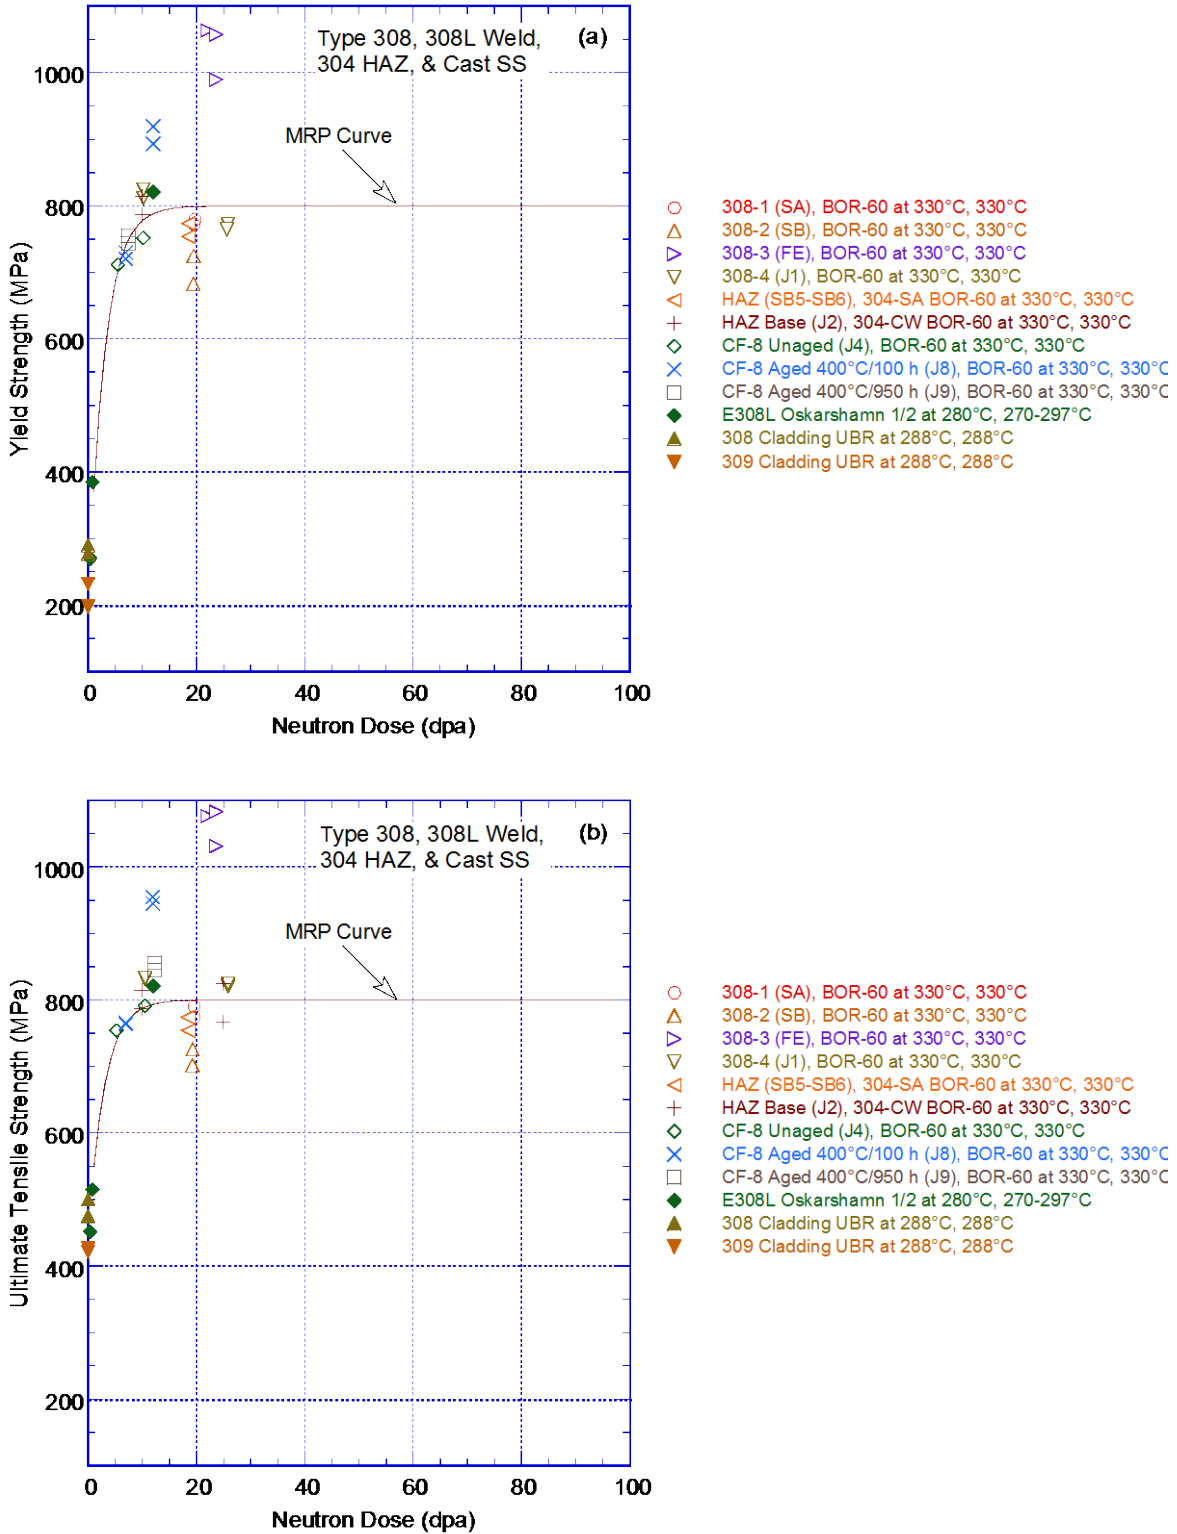 Type 308, 308L Weld, (a)
304 HAZ, & Cast SS
1000
MRP Curve
800
600
400
200
Yield Strength (MPa)
0 20 40 60 80 100
Neutron Dose (dpa)
308-1 (SA), BOR-60 at 330°C, 330°C
308-2 (SB), BOR-60 at 330°C, 330°C
308-3 (FE), BOR-60 at 330°C, 330°C
308-4 (J1), BOR-60 at 330°C, 330°C
HAZ (SB5-SB6), 304-SA BOR-60 at 330°C, 330°C
HAZ Base (J2), 304-CW BOR-60 at 330°C, 330°C
CF-8 Unaged (J4), BOR-60 at 330°C, 330°C
CF-8 Aged 400°C/100 h (J8), BOR-60 at 330°C, 330°C
CF-8 Aged 400°C/950 h (J9), BOR-60 at 330°C, 330°C
E308L Oskarshamn 1/2 at 280°C, 270-297°C
308 Cladding UBR at 288°C, 288°C
309 Cladding UBR at 288°C, 288°C
Type 308, 308L Weld, (b)
304 HAZ, & Cast SS
1000
MRP Curve
800
600
400
200
Ultimate Tensile Strength (MPa)
0 20 40 60 80 100
Neutron Dose (dpa)
308-1 (SA), BOR-60 at 330°C, 330°C
308-2 (SB), BOR-60 at 330°C, 330°C
308-3 (FE), BOR-60 at 330°C, 330°C
308-4 (J1), BOR-60 at 330°C, 330°C
HAZ (SB5-SB6), 304-SA BOR-60 at 330°C, 330°C
HAZ Base (J2), 304-CW BOR-60 at 330°C, 330°C
CF-8 Unaged (J4), BOR-60 at 330°C, 330°C
CF-8 Aged 400°C/100 h (J8), BOR-60 at 330°C, 330°C
CF-8 Aged 400°C/950 h (J9), BOR-60 at 330°C, 330°C
E308L Oskarshamn 1/2 at 280°C, 270-297°C
308 Cladding UBR at 288°C, 288°C
309 Cladding UBR at 288°C, 288°C